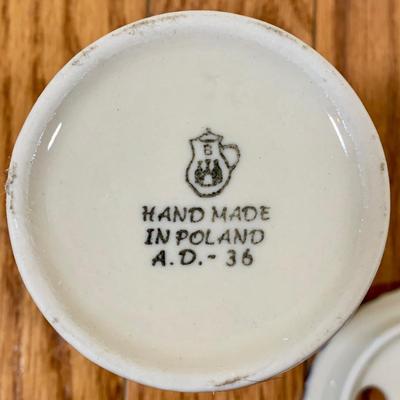 B
HAND MADE
IN POLAND
A.D.- 36